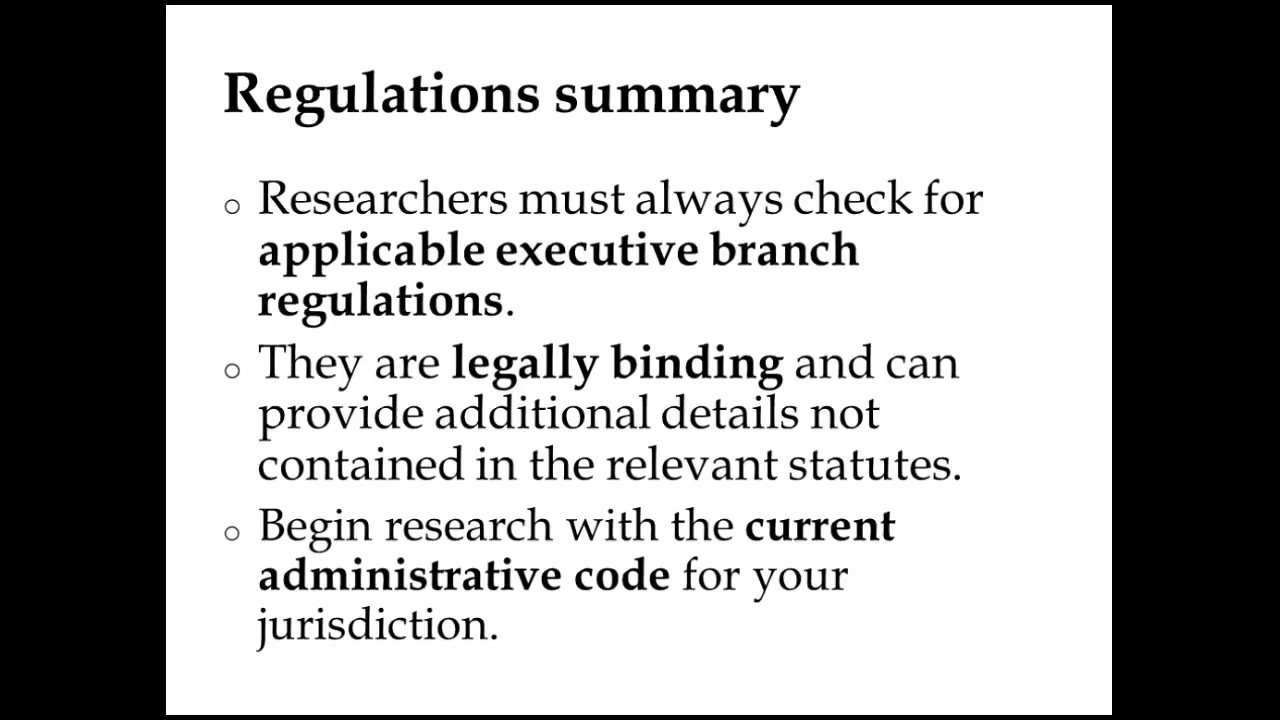 Regulations summary
○ Researchers must always check for
applicable executive branch
regulations.
○ They are legally binding and can
provide additional details not
contained in the relevant statutes.
○ Begin research with the current
administrative code for your
jurisdiction.